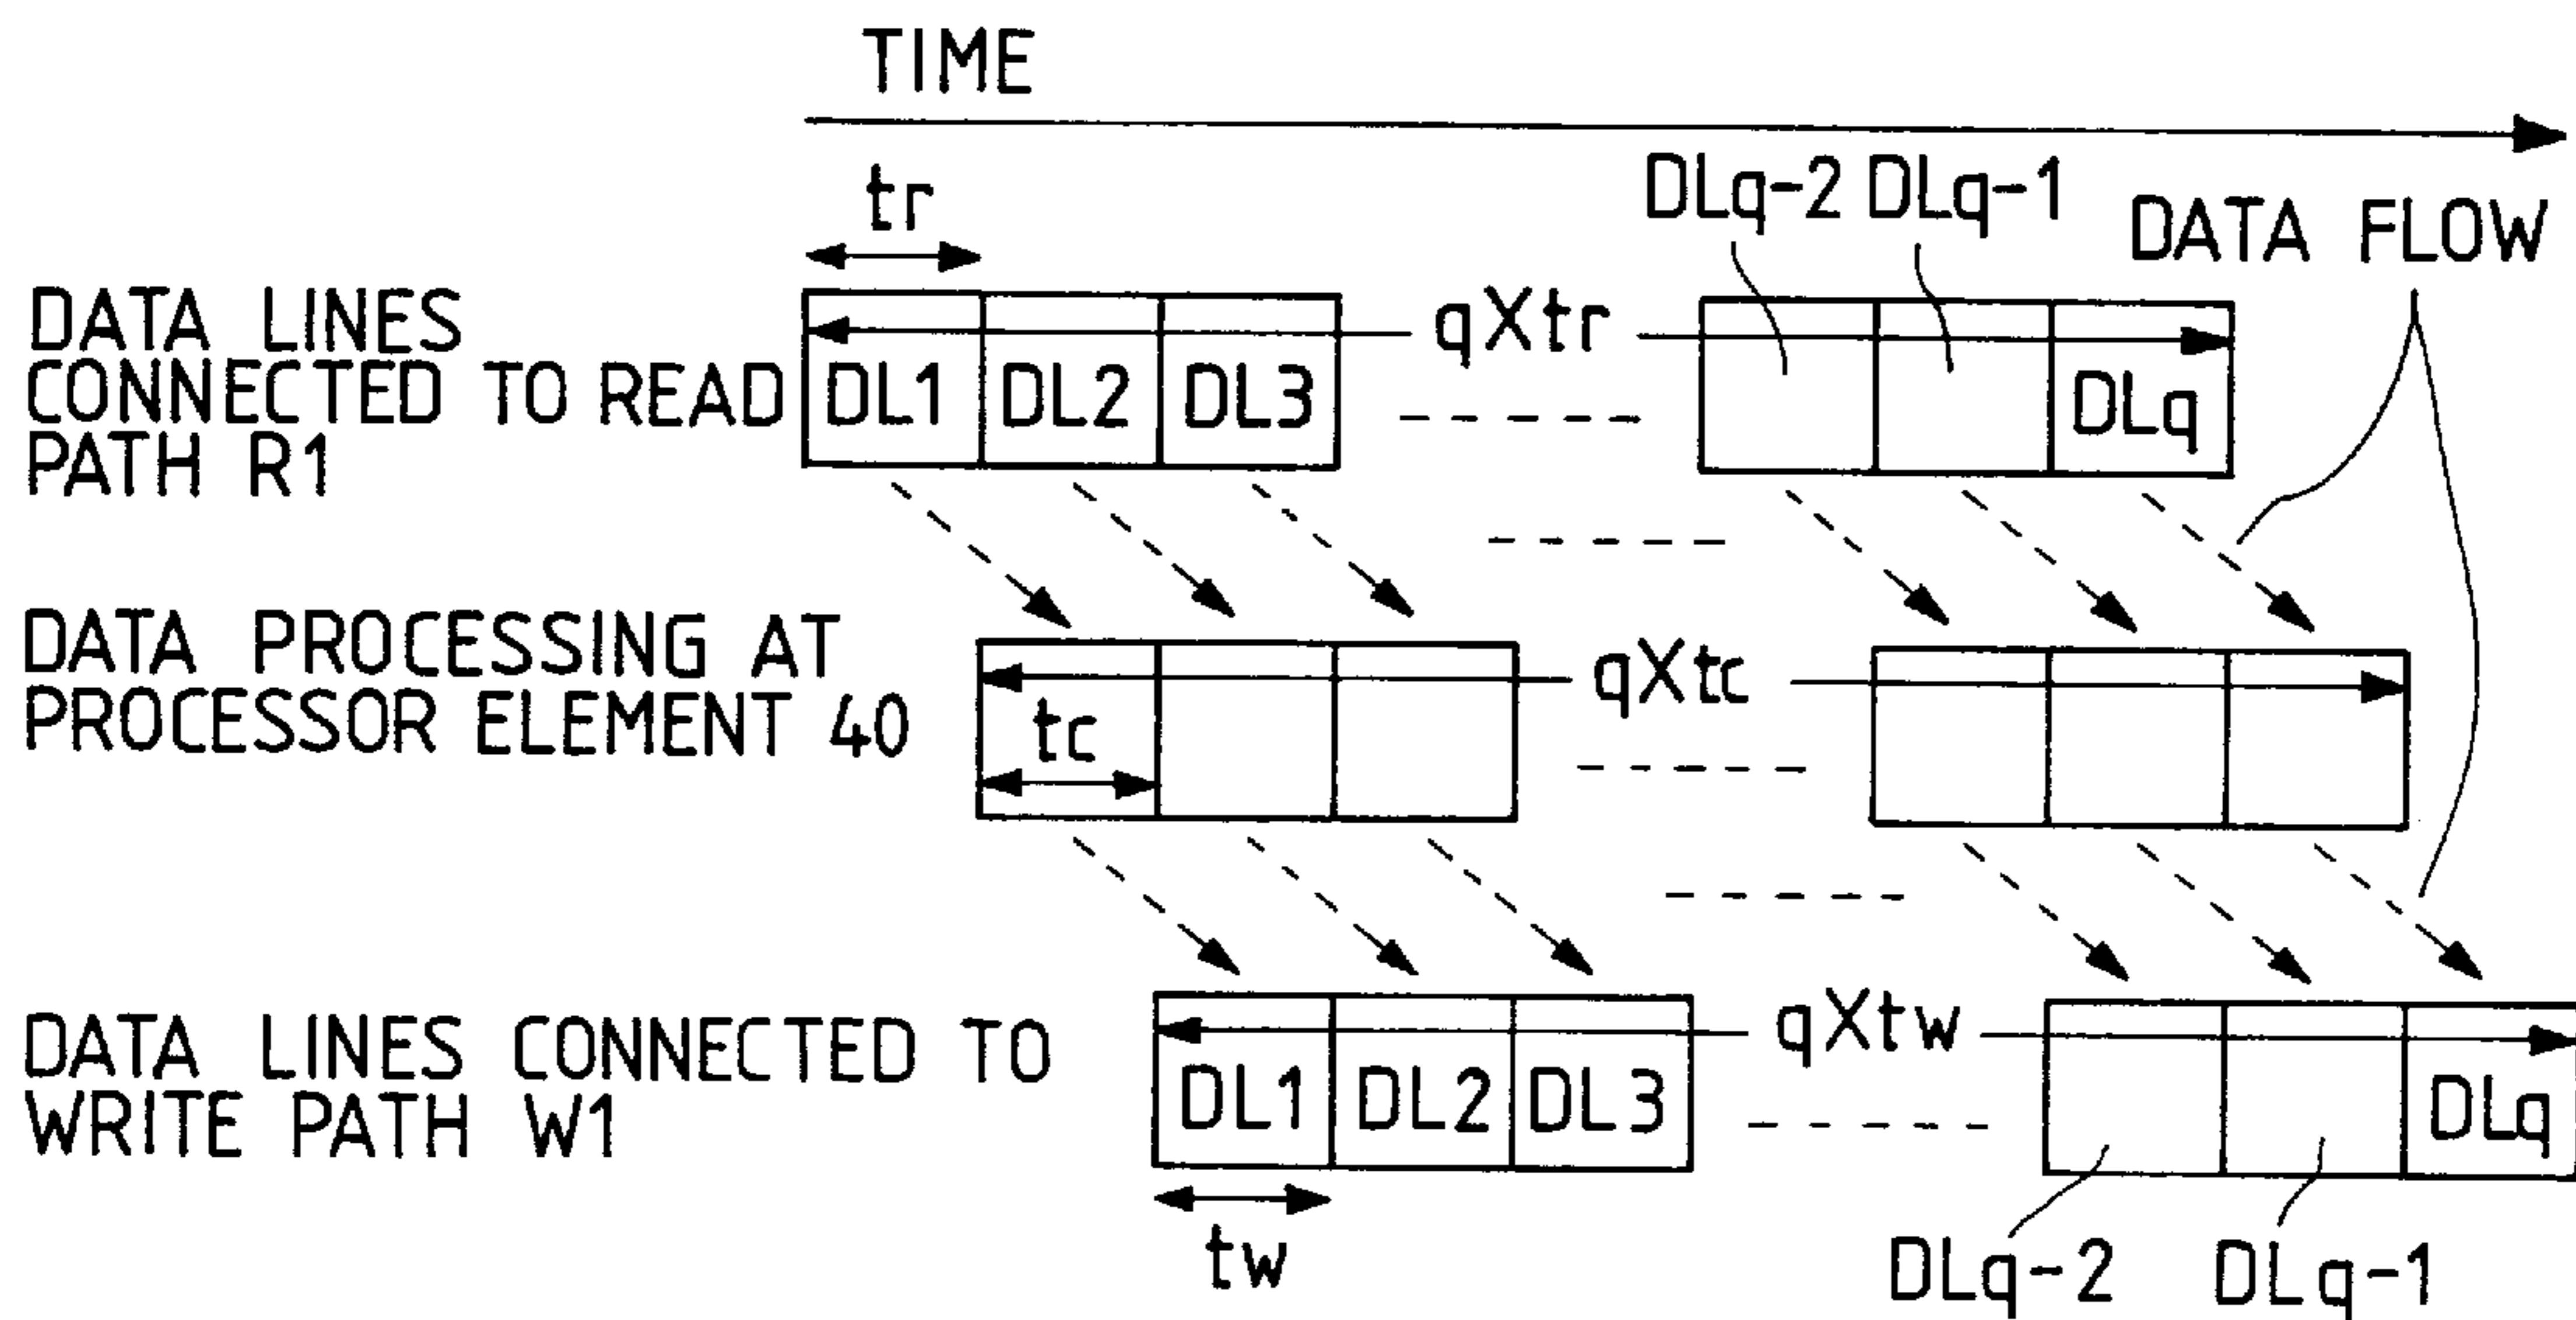 TIME
tr
DLq-2 DLq-1
DATA FLOW
DATA LINES
CONNECTED TO READ
PATH R1
qXtr
DL1 DL2 DL3
DLq
DATA PROCESSING AT
PROCESSOR ELEMENT 40
qXtc
tc
DATA LINES CONNECTED TO
WRITE PATH W1
qXtw
DL1 DL2 DL3
DLq
tw
DLq-2 DLq-1